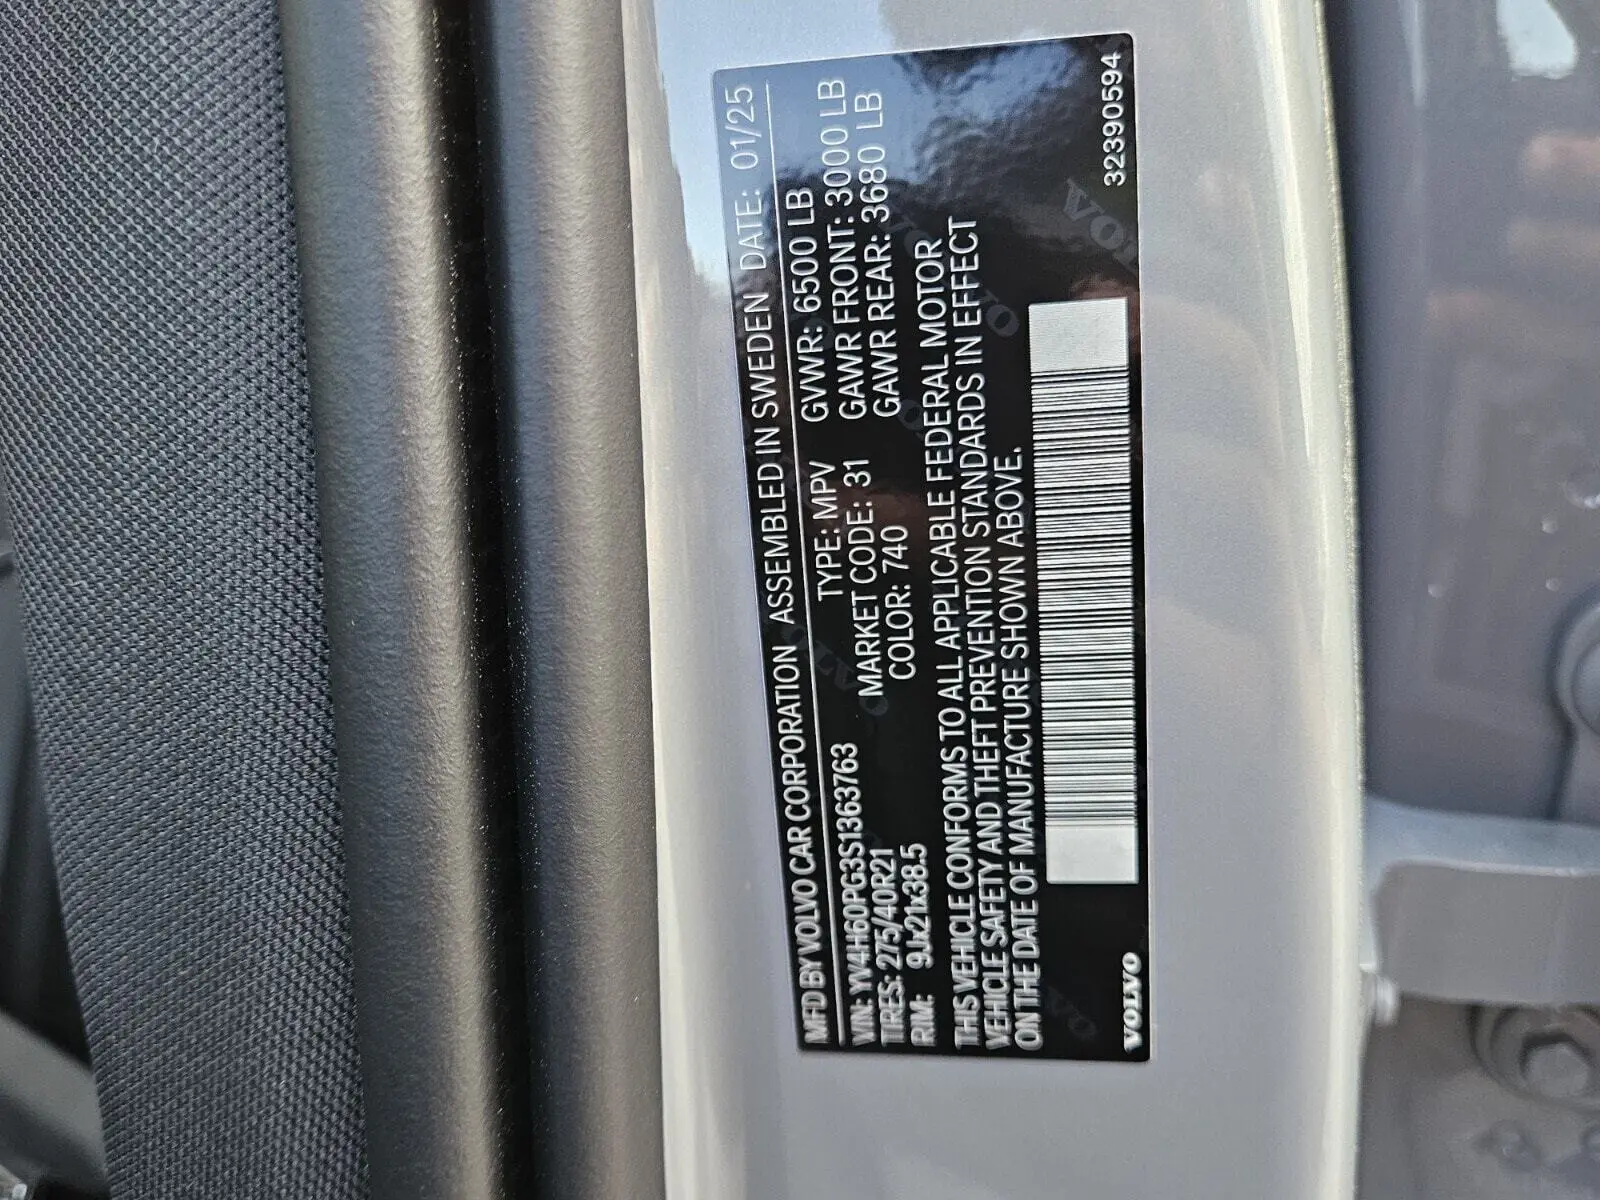 MFD BY VOLVO CAR CORPORATION ASSEMBLED IN SWEDEN DATE: 01/25
VIN: YV4H60PG3S1363763 TYPE: MPV GVWR: 6500 LB
TIRES: 275/40R21 MARKET CODE: 31 GAWR FRONT: 3000 LB
RIM: 9Jx21x38.5 COLOR: 740 GAWR REAR: 3680 LB
THIS VEHICLE CONFORMS TO ALL APPLICABLE FEDERAL MOTOR
VEHICLE SAFETY AND THEFT PREVENTION STANDARDS IN EFFECT
ON THE DATE OF MANUFACTURE SHOWN ABOVE.
VOLVO 32390594